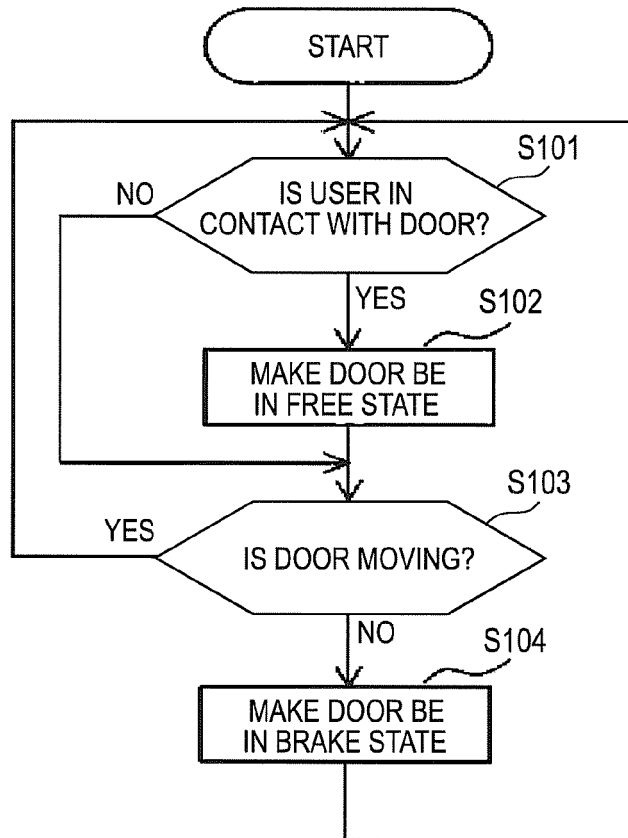 START
S101
NO
IS USER IN
CONTACT WITH DOOR?
YES
S102
MAKE DOOR BE
IN FREE STATE
S103
YES
IS DOOR MOVING?
NO
S104
MAKE DOOR BE
IN BRAKE STATE